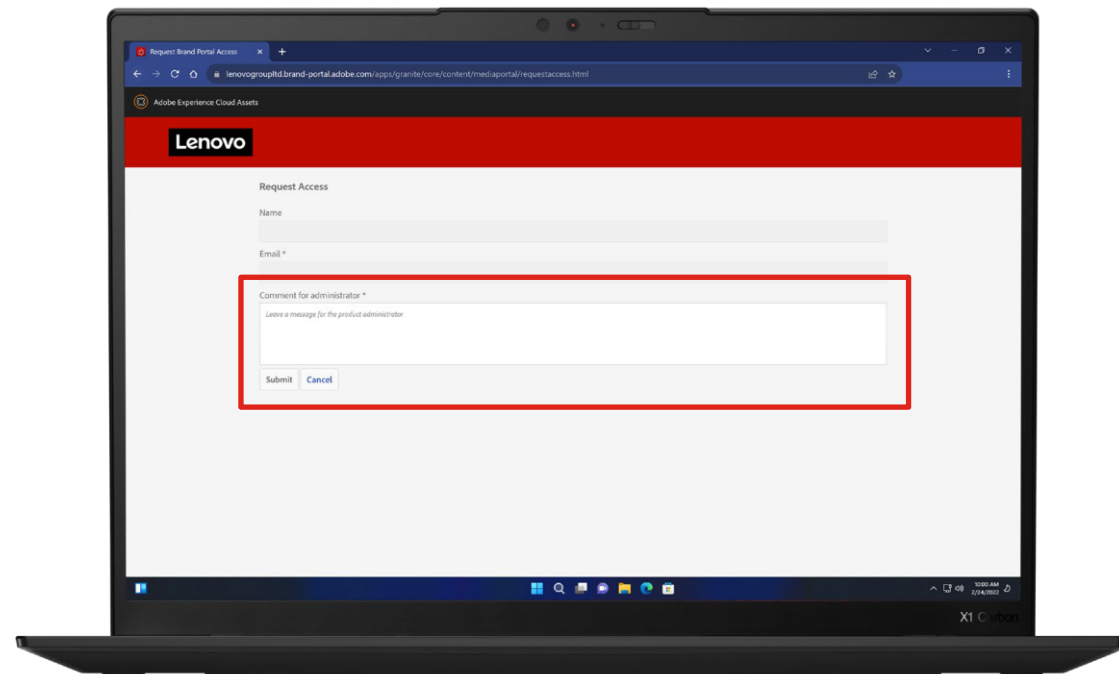 Request Brand Portal Access
lenovogroupltd.brand-portal.adobe.com/apps/granite/core/content/mediaportal/requestaccess.html
Adobe Experience Cloud Assets
Lenovo
Request Access
Name
Email *
Comment for administrator *
Leave a message for the product administrator
Submit Cancel
10:00 AM
2/24/2022
X1 Carbon